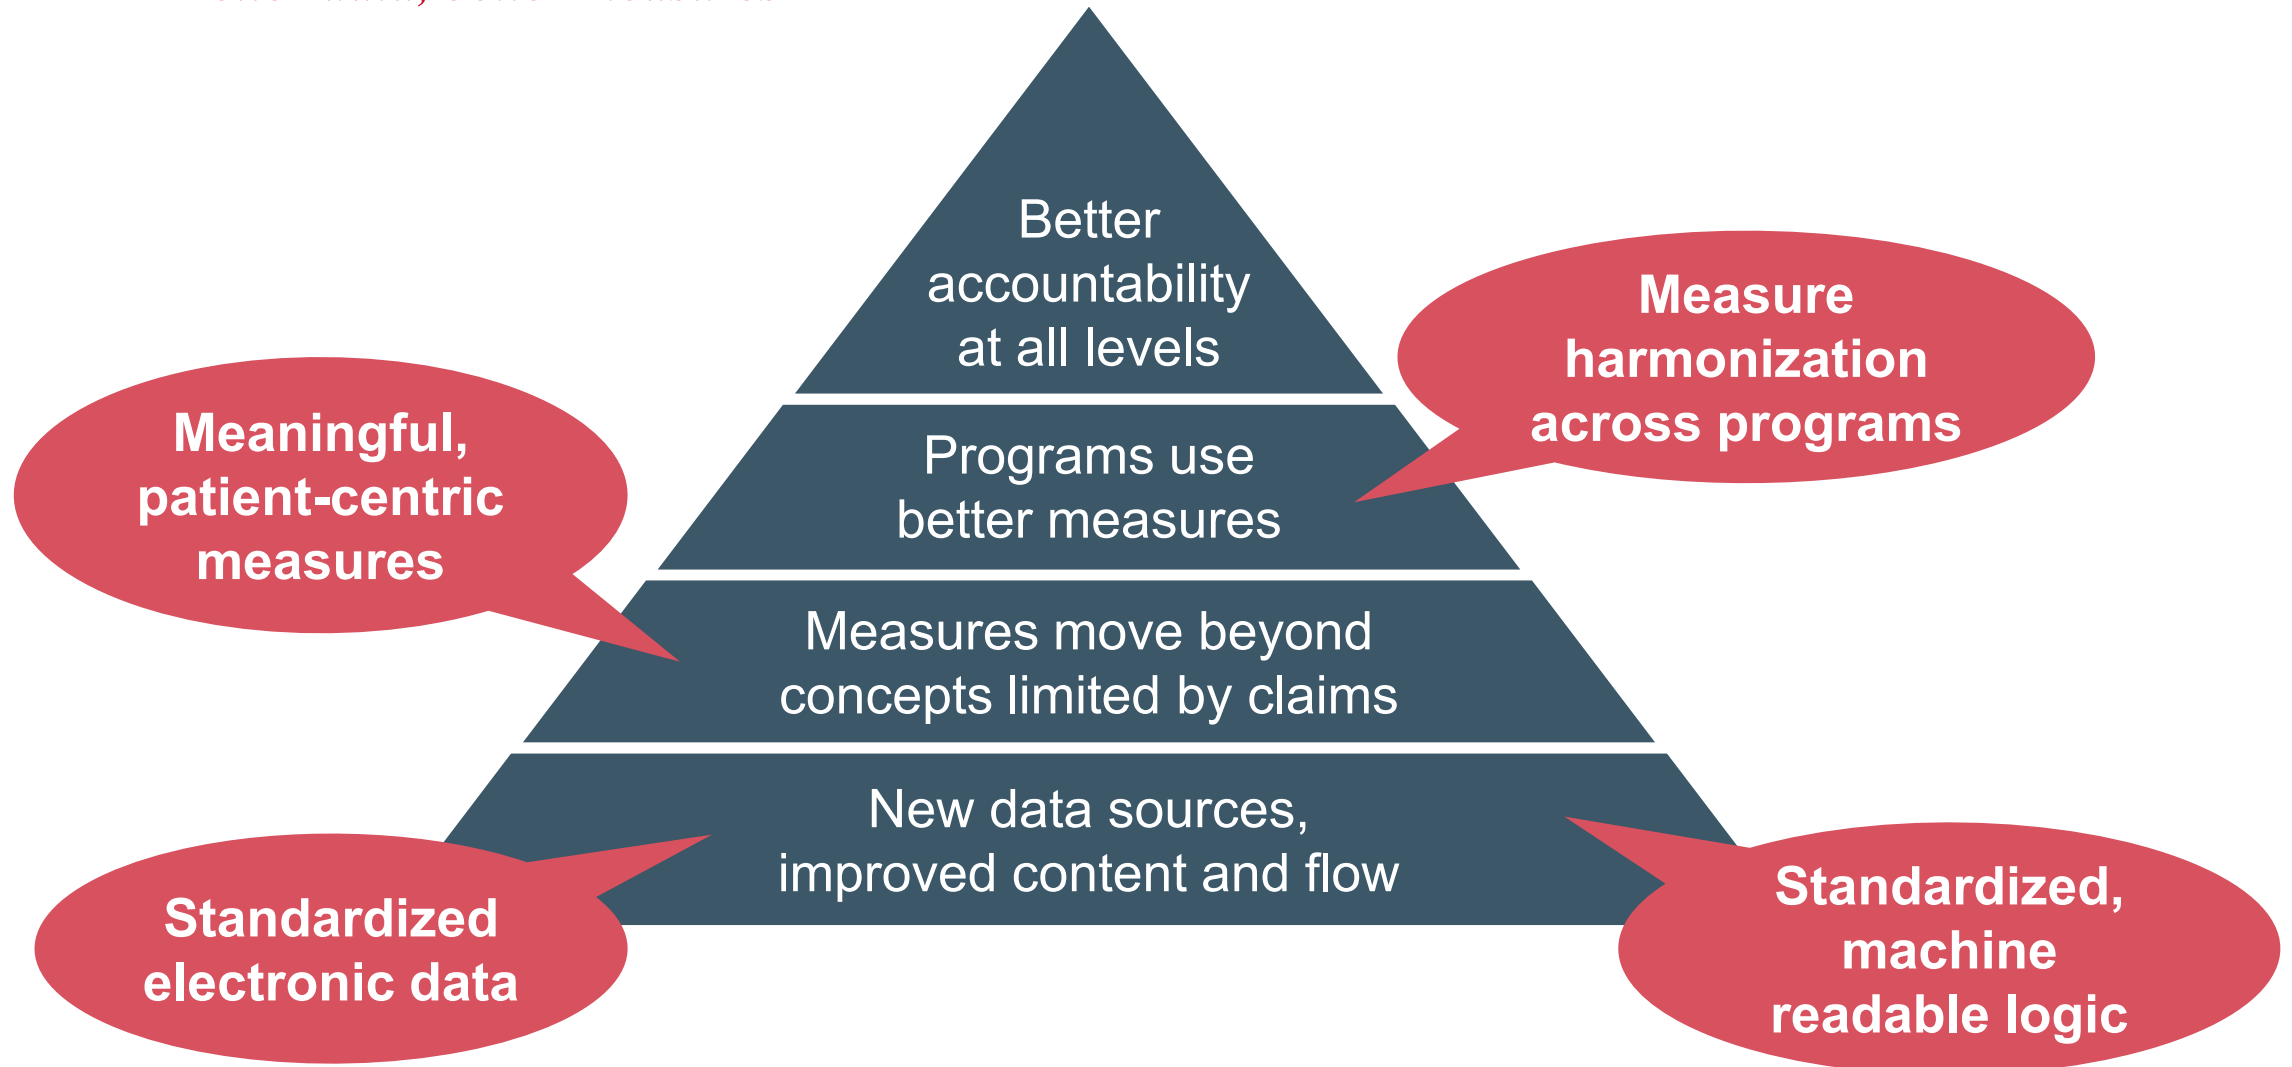 Better
accountability
at all levels
Measure
harmonization
across programs
Meaningful,
patient-centric
measures
Programs use
better measures
Measures move beyond
concepts limited by claims
New data sources,
improved content and flow
Standardized
electronic data
Standardized,
machine
readable logic